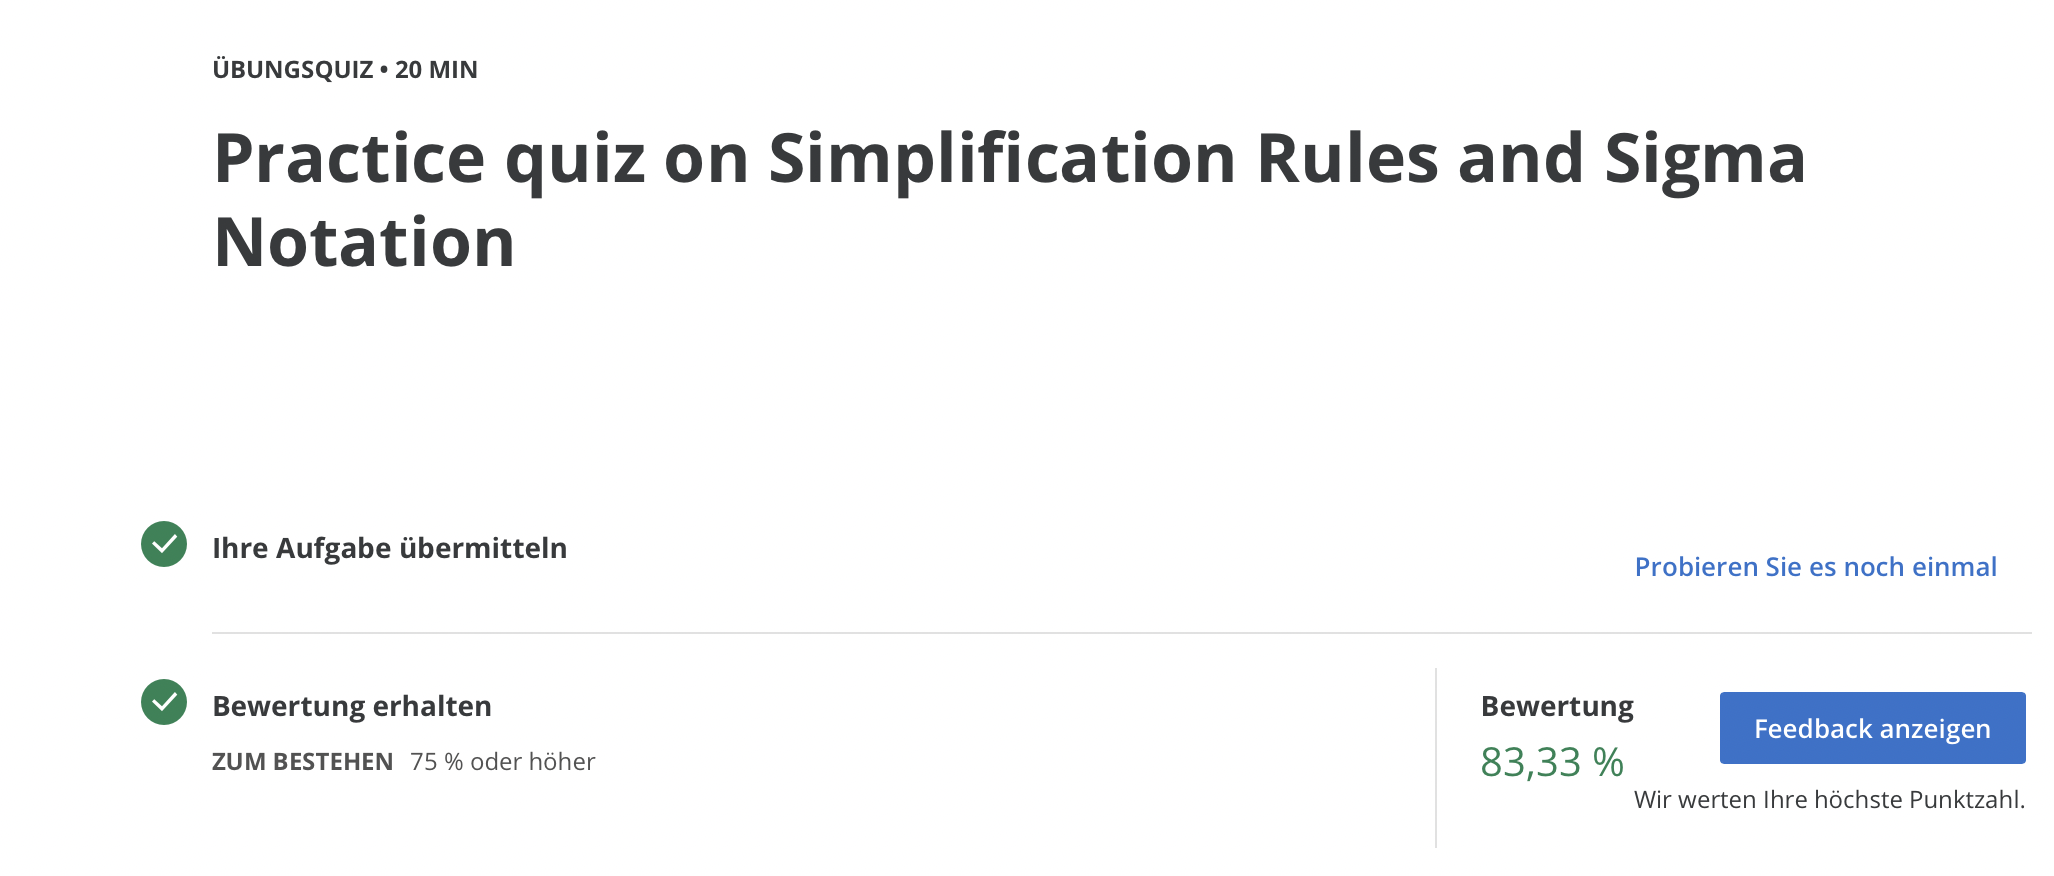 ÜBUNGSQUIZ • 20 MIN
Practice quiz on Simplification Rules and Sigma
Notation
Ihre Aufgabe übermitteln
Probieren Sie es noch einmal
Bewertung erhalten
ZUM BESTEHEN 75 % oder höher
Bewertung
83,33 %
Feedback anzeigen
Wir werten Ihre höchste Punktzahl.